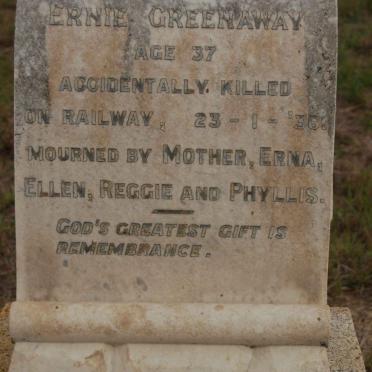 ERNIE GREENAWAY
AGE 37
ACCIDENTALLY KILLED
ON RAILWAY, 23-1-'36.
MOURNED BY MOTHER, ERNA,
ELLEN, REGGIE AND PHYLLIS.
GOD'S GREATEST GIFT IS
REMEMBRANCE.